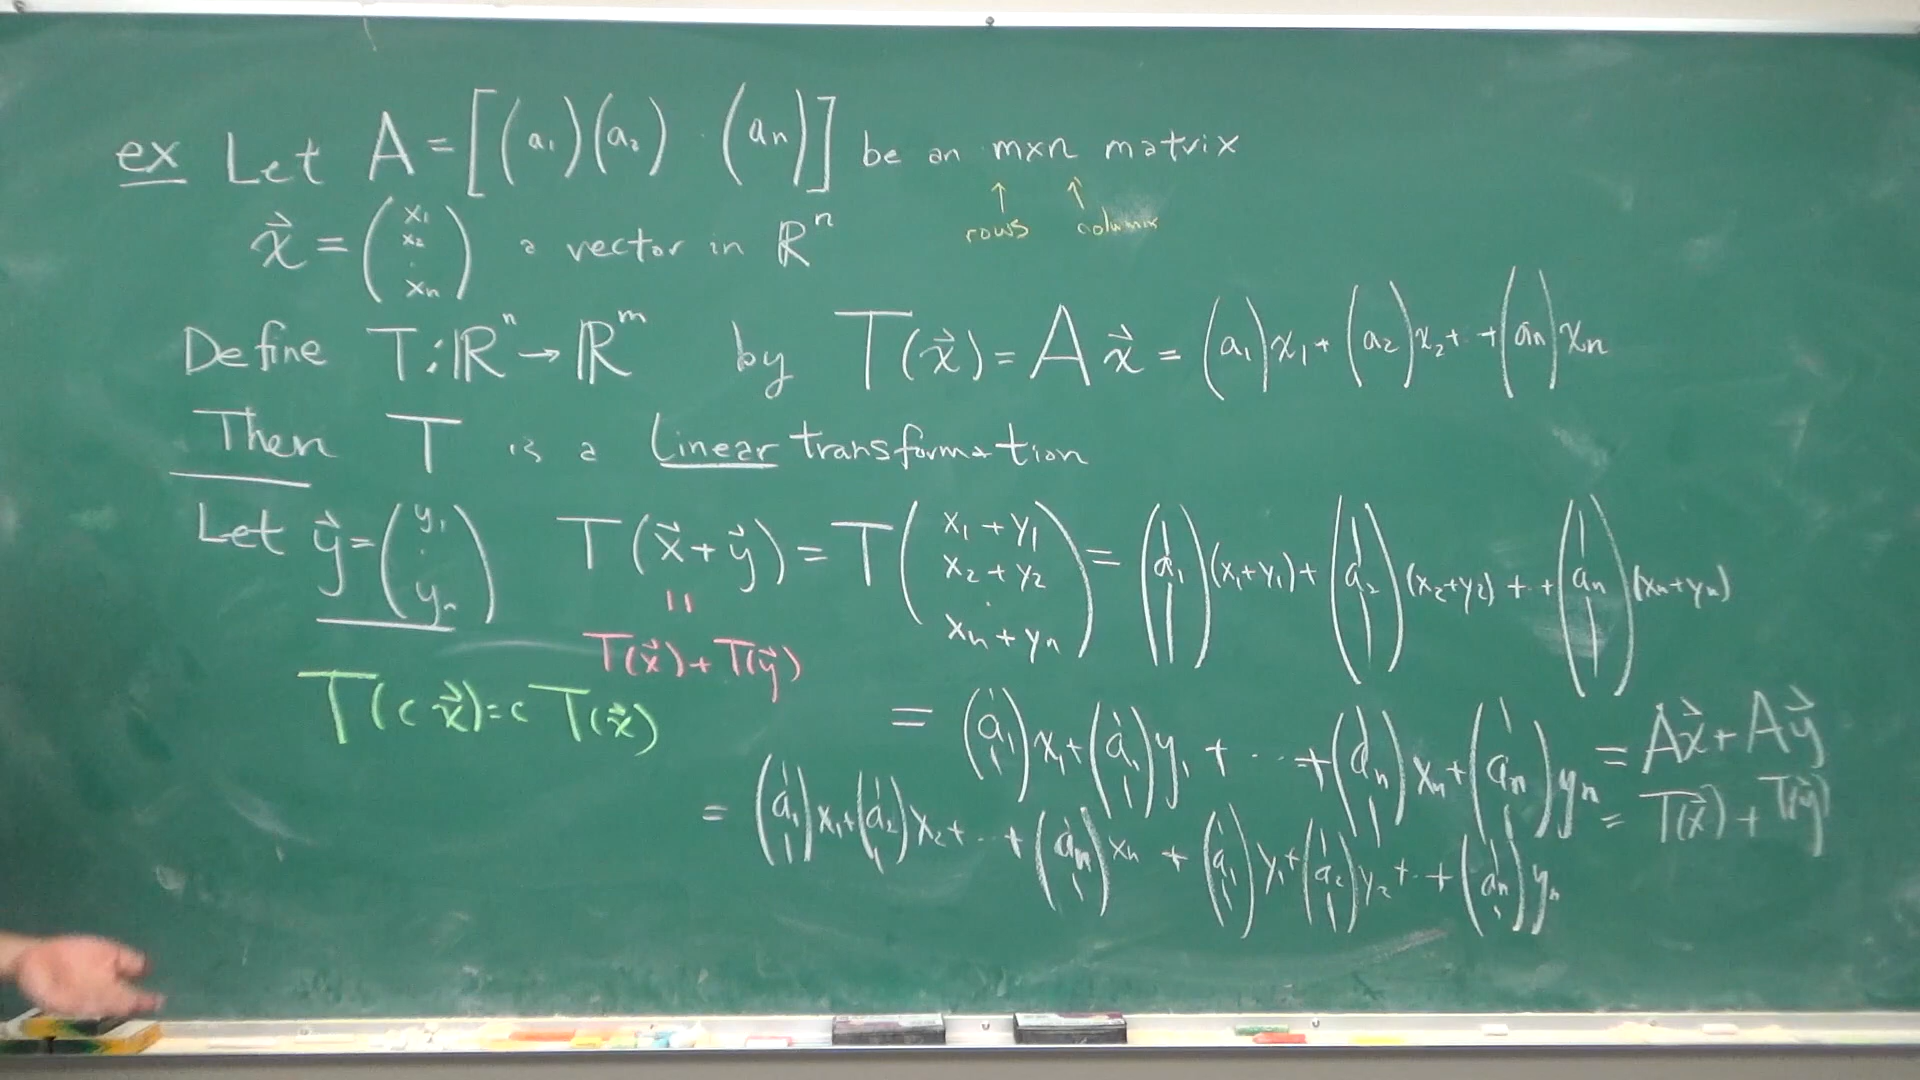 ex Let A = [(a₁)(a₂) · (aₙ)] be an m×n matrix
↑ rows ↑ columns
x⃗ = (x₁ x₂ . xₙ) a vector in ℝⁿ
Define T : ℝⁿ → ℝᵐ by T(x⃗) = A x⃗ = (a₁)x₁ + (a₂)x₂ + · + (aₙ)xₙ
Then T is a Linear transformation
Let y⃗ = (y₁ . yₙ) T(x⃗ + y⃗) = T(x₁ + y₁ x₂ + y₂ . xₙ + yₙ) = (a₁)(x₁+y₁) + (a₂)(x₂+y₂) + · + (aₙ)(xₙ+yₙ)
= T(x⃗) + T(y⃗)
T(c x⃗) = c T(x⃗)
= (a₁)x₁ + (a₁)y₁ + ··· + (aₙ)xₙ + (aₙ)yₙ = Ax⃗ + Ay⃗
= (a₁)x₁ + (a₂)x₂ + ·· + (aₙ)xₙ + (a₁)y₁ + (a₂)y₂ + · + (aₙ)yₙ
= T(x⃗) + T(y⃗)